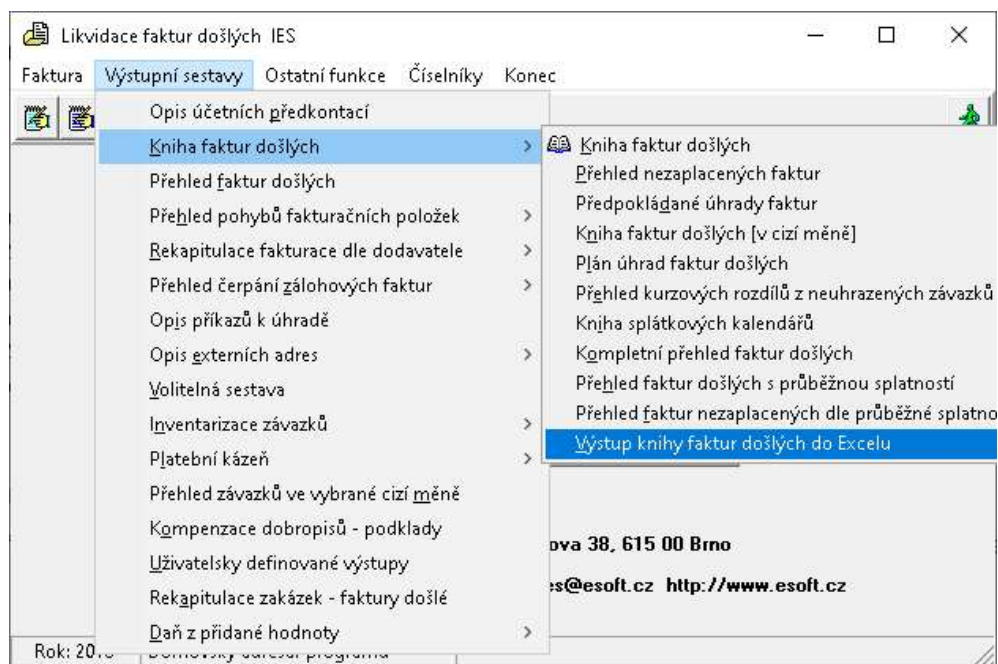 Likvidace faktur došlých IES
Faktura Výstupní sestavy Ostatní funkce Číselníky Konec
Opis účetních předkontací
Kniha faktur došlých
Přehled faktur došlých
Přehled pohybů fakturačních položek
Rekapitulace fakturace dle dodavatele
Přehled čerpání zálohových faktur
Opis příkazů k úhradě
Opis externích adres
Volitelná sestava
Inventarizace závazků
Platební kázeň
Přehled závazků ve vybrané cizí měně
Kompenzace dobropisů - podklady
Uživatelsky definované výstupy
Rekapitulace zakázek - faktury došlé
Daň z přidané hodnoty
Kniha faktur došlých
Přehled nezaplacených faktur
Předpokládané úhrady faktur
Kniha faktur došlých [v cizí měně]
Plán úhrad faktur došlých
Přehled kurzových rozdílů z neuhrazených závazků
Kniha splátkových kalendářů
Kompletní přehled faktur došlých
Přehled faktur došlých s průběžnou splatností
Přehled faktur nezaplacených dle průběžné splatno
Výstup knihy faktur došlých do Excelu
ova 38, 615 00 Brno
es@esoft.cz http://www.esoft.cz
Rok: